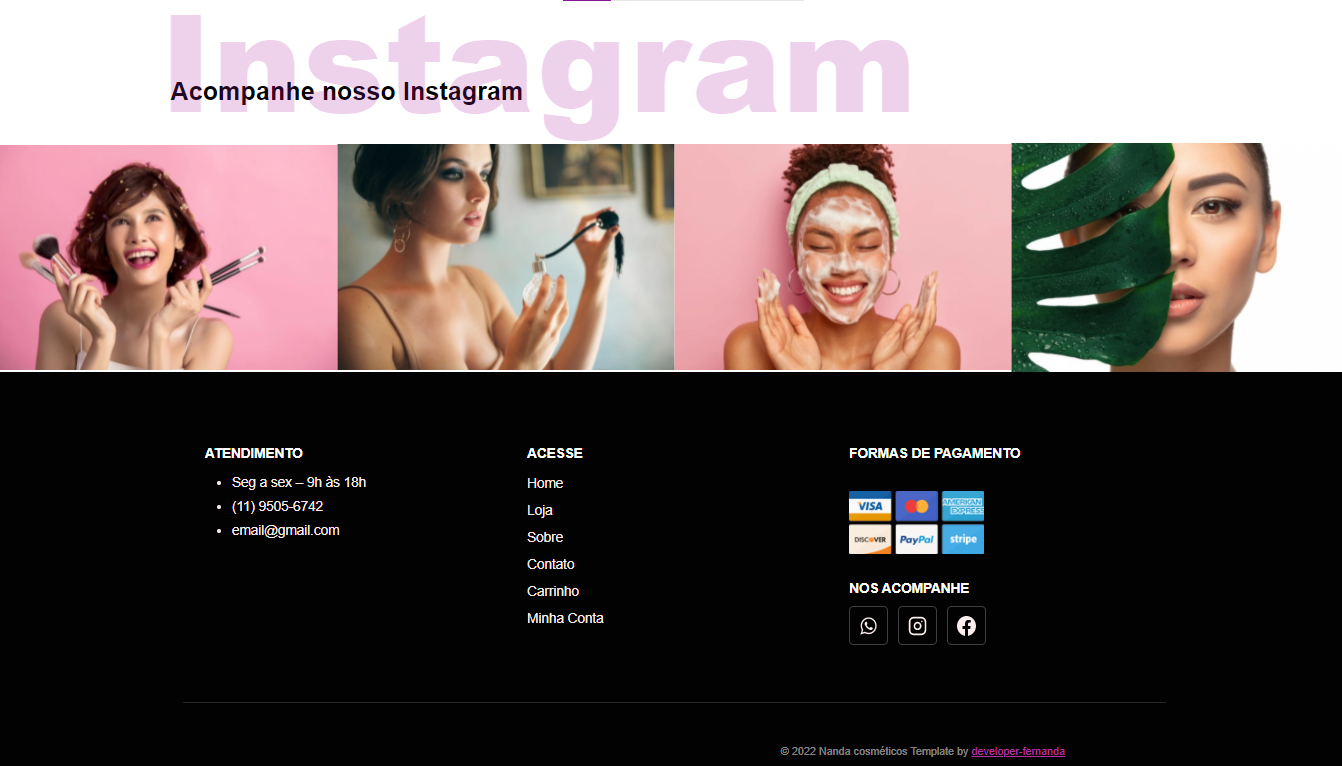 Instagram
Acompanhe nosso Instagram
ATENDIMENTO
Seg a sex – 9h às 18h
(11) 9505-6742
email@gmail.com
ACESSE
Home
Loja
Sobre
Contato
Carrinho
Minha Conta
FORMAS DE PAGAMENTO
VISA
AMERICAN
EXPRESS
DISCOVER
PayPal
stripe
NOS ACOMPANHE
© 2022 Nanda cosméticos Template by developer-fernanda